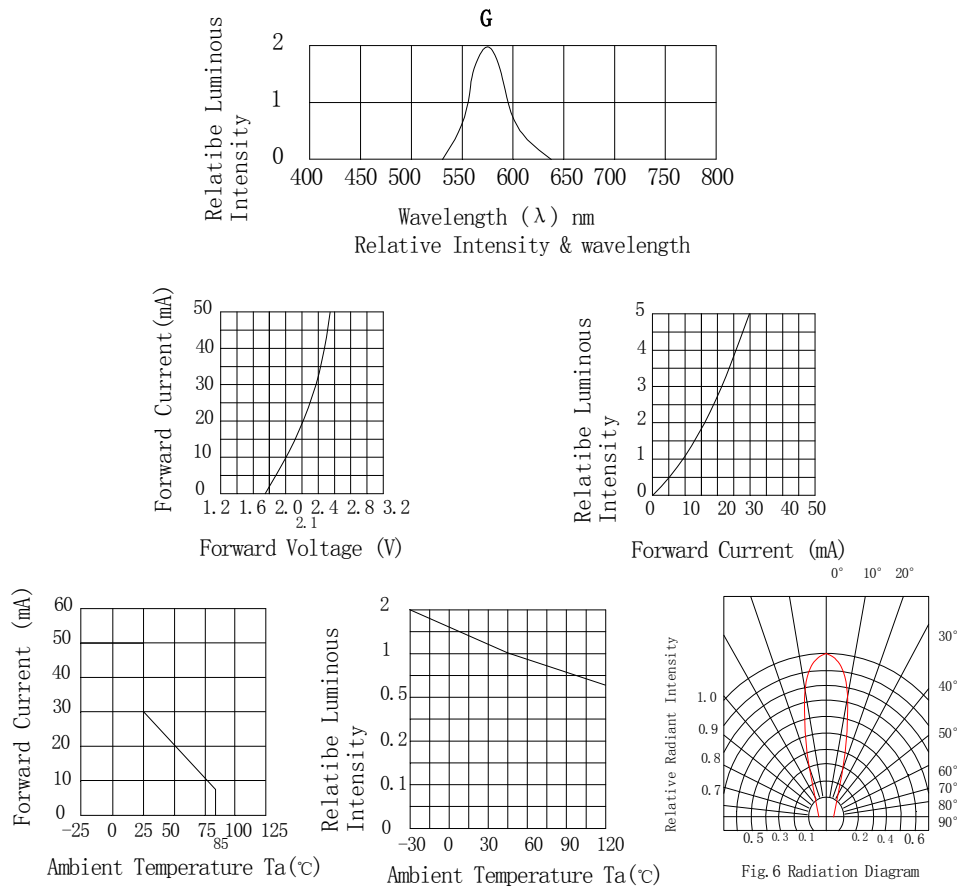 G
Relatibe Luminous
Intensity
2
1
0
400 450 500 550 600 650 700 750 800
Wavelength (λ) nm
Relative Intensity & wavelength
Forward Current(mA)
50
40
30
20
10
0
1.2 1.6 2.0 2.4 2.8 3.2
2.1
Forward Voltage (V)
Relatibe Luminous
Intensity
5
4
3
2
1
0
0 10 20 30 40 50
Forward Current (mA)
Forward Current (mA)
60
50
40
30
20
10
0
-25 0 25 50 75 100 125
85
Ambient Temperature Ta(℃)
Relatibe Luminous
Intensity
2
1
0.5
0.2
0.1
0
-30 0 30 60 90 120
Ambient Temperature Ta(℃)
0° 10° 20°
30°
40°
50°
60°
70°
80°
90°
Relative Radiant Intensity
1.0
0.9
0.8
0.7
0.5 0.3 0.1 0.2 0.4 0.6
Fig.6 Radiation Diagram